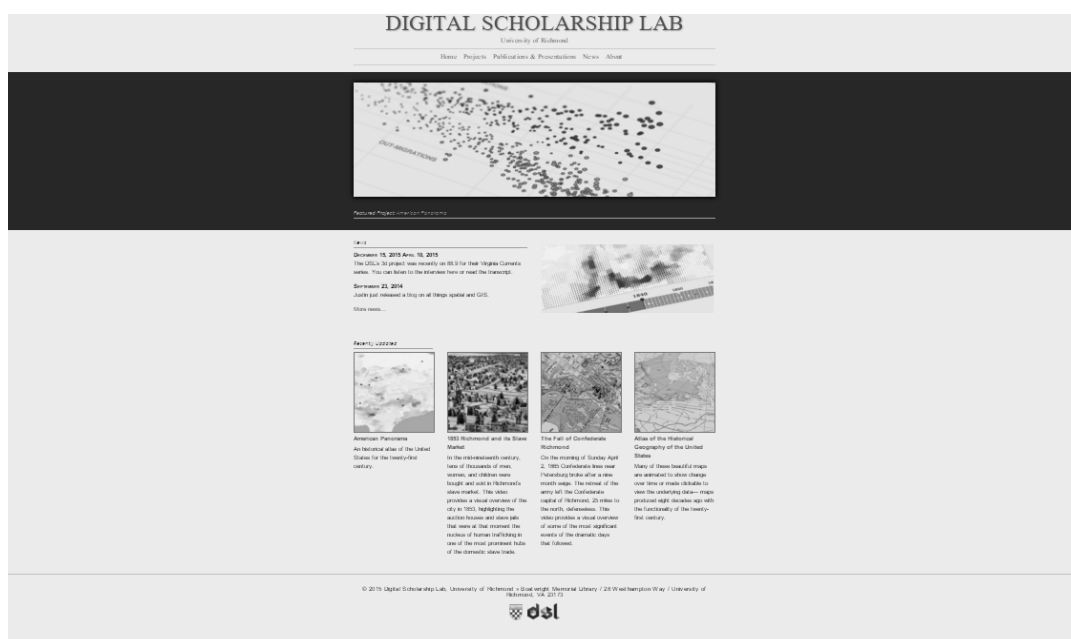 DIGITAL SCHOLARSHIP LAB
University of Richmond
Home Projects Publications & Presentations News About
OUT-MIGRATIONS
Featured Project: American Panorama
News
December 15, 2015 April 10, 2015
The DSL's 3d project was recently on 88.9 for their Virginia Currents
series. You can listen to the interview here or read the transcript.
September 23, 2014
Justin just released a blog on all things spatial and GIS.
More news...
1840
Recently Updated
American Panorama
An historical atlas of the United
States for the twenty-first
century.
1853 Richmond and its Slave
Market
In the mid-nineteenth century,
tens of thousands of men,
women, and children were
bought and sold in Richmond's
slave market. This video
provides a visual overview of the
city in 1853, highlighting the
auction houses and slave jails
that were at that moment the
nucleus of human trafficking in
one of the most prominent hubs
of the domestic slave trade.
The Fall of Confederate
Richmond
On the morning of Sunday April
2, 1865 Confederate lines near
Petersburg broke after a nine
month seige. The retreat of the
army left the Confederate
capital of Richmond, 25 miles to
the north, defenseless. This
video provides a visual overview
of some of the most significant
events of the dramatic days
that followed.
Atlas of the Historical
Geography of the United
States
Many of these beautiful maps
are animated to show change
over time or made clickable to
view the underlying data— maps
produced eight decades ago with
the functionality of the twenty-
first century.
© 2015 Digital Scholarship Lab, University of Richmond » Boatwright Memorial Library / 28 Westhampton Way / University of
Richmond, VA 23173
dsl